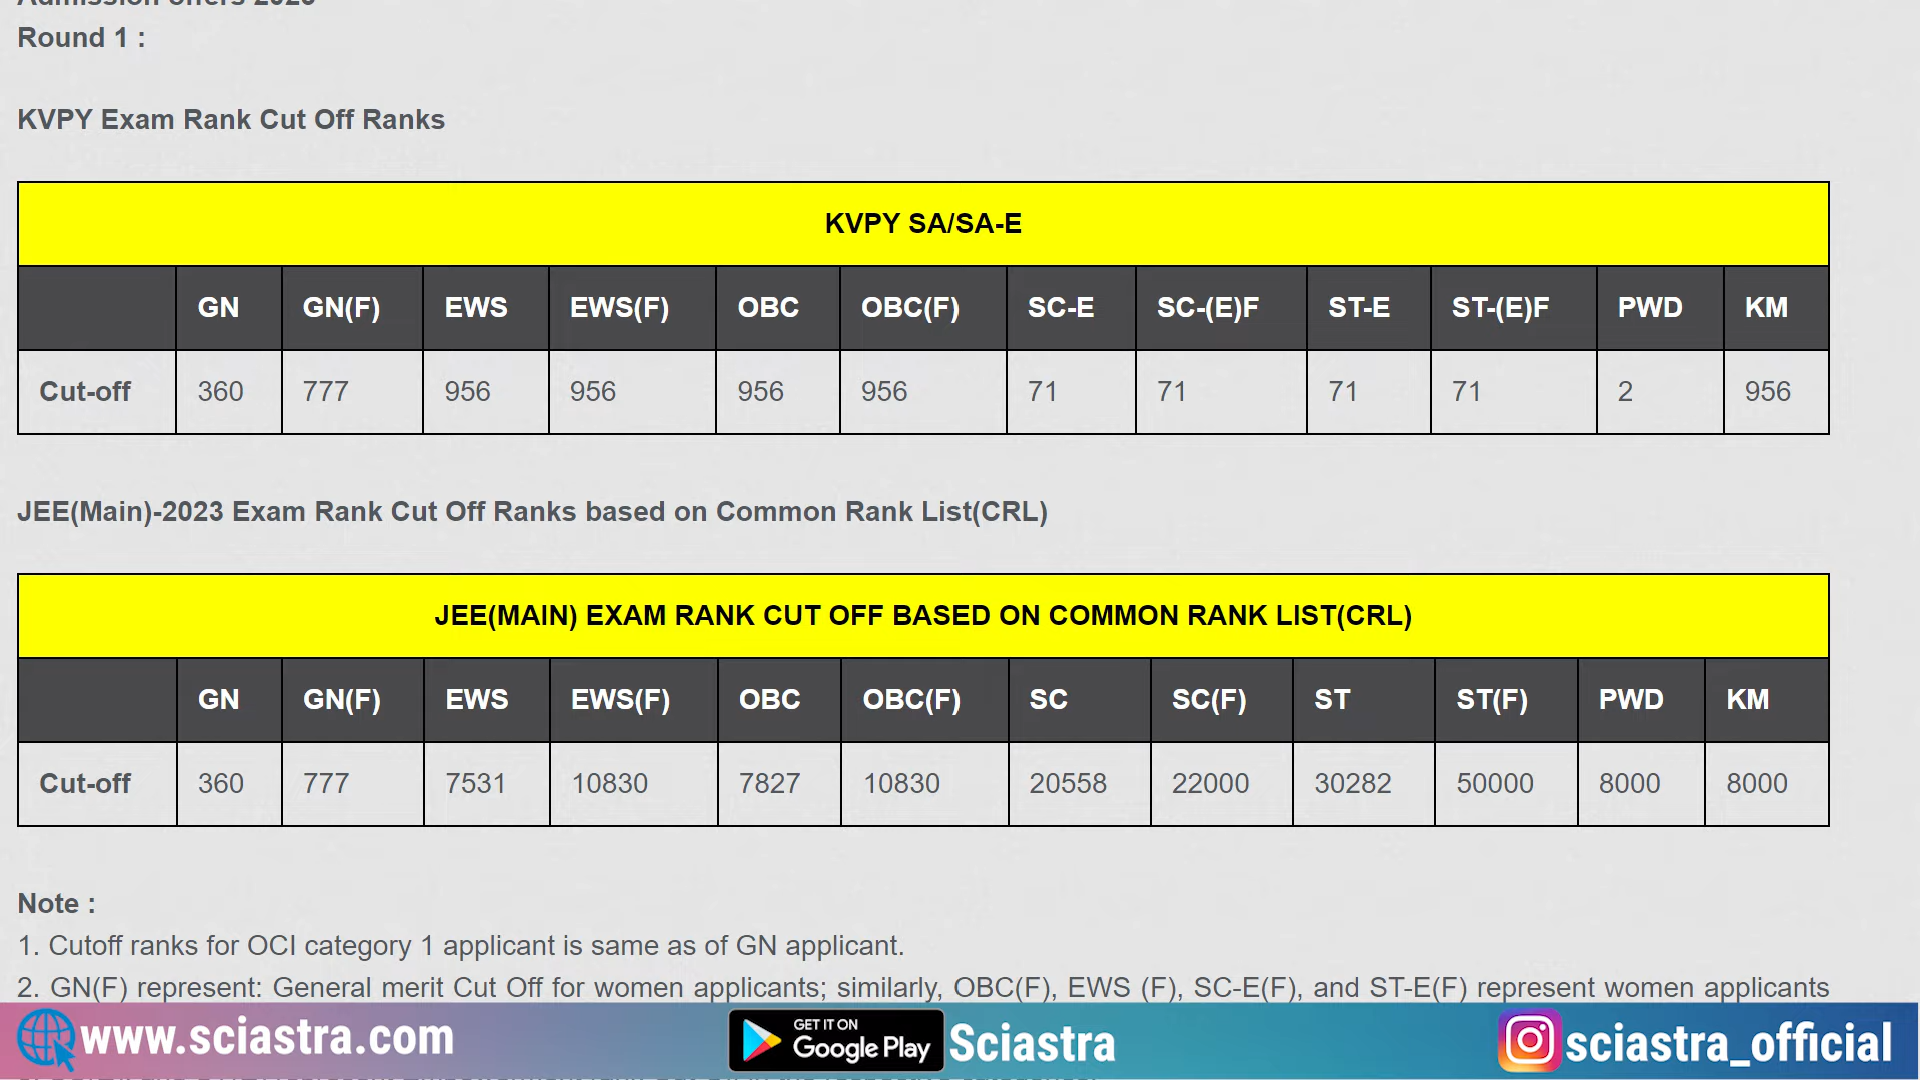 Admission offers 2023
Round 1 :
KVPY Exam Rank Cut Off Ranks
KVPY SA/SA-E
GN GN(F) EWS EWS(F) OBC OBC(F) SC-E SC-(E)F ST-E ST-(E)F PWD KM
Cut-off 360 777 956 956 956 956 71 71 71 71 2 956
JEE(Main)-2023 Exam Rank Cut Off Ranks based on Common Rank List(CRL)
JEE(MAIN) EXAM RANK CUT OFF BASED ON COMMON RANK LIST(CRL)
GN GN(F) EWS EWS(F) OBC OBC(F) SC SC(F) ST ST(F) PWD KM
Cut-off 360 777 7531 10830 7827 10830 20558 22000 30282 50000 8000 8000
Note :
1. Cutoff ranks for OCI category 1 applicant is same as of GN applicant.
2. GN(F) represent: General merit Cut Off for women applicants; similarly, OBC(F), EWS (F), SC-E(F), and ST-E(F) represent women applicants
www.sciastra.com GET IT ON Google Play Sciastra sciastra_official